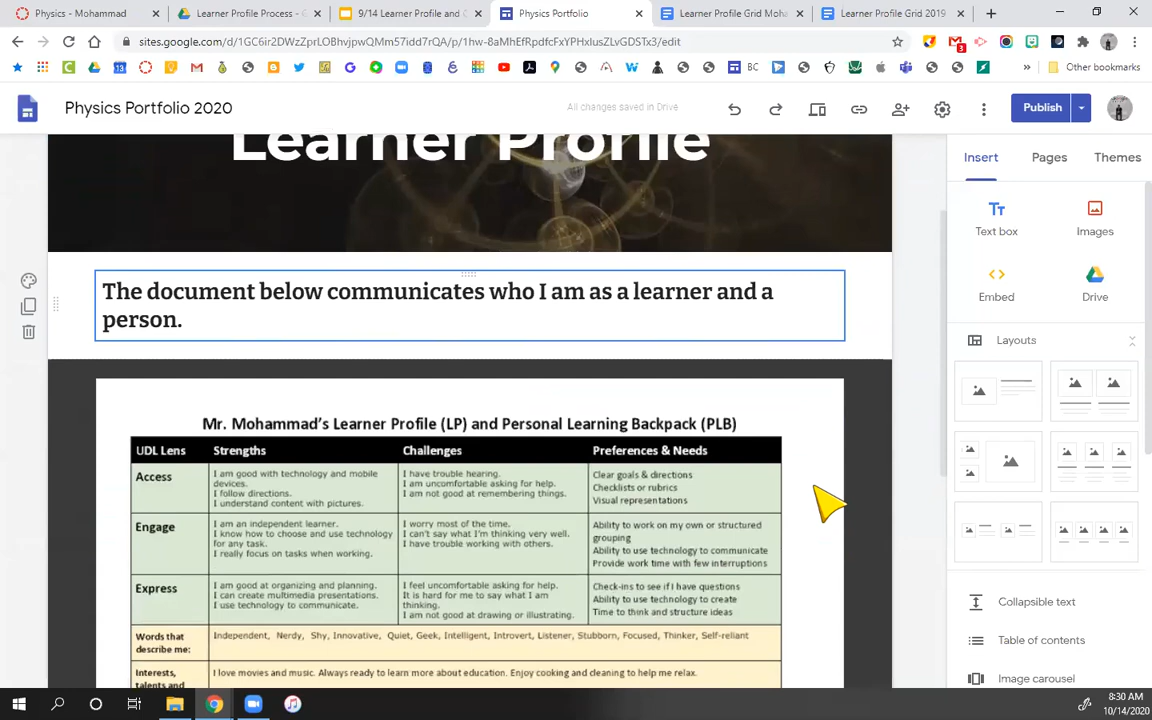 Physics - Mohammad
Learner Profile Process - G
9/14 Learner Profile and C
Physics Portfolio
Learner Profile Grid Moha
Learner Profile Grid 2019
sites.google.com/d/1GC6ir2DWzZprLOBhvjpwQMm57idd7rQA/p/1hw-8aMhEfRpdfcFxYPHxIusZLvGDSTx3/edit
BC
Other bookmarks
Physics Portfolio 2020
All changes saved in Drive
Publish
Learner Profile
Insert
Pages
Themes
Text box
Images
Embed
Drive
Layouts
Collapsible text
Table of contents
Image carousel
The document below communicates who I am as a learner and a
person.
Mr. Mohammad's Learner Profile (LP) and Personal Learning Backpack (PLB)
UDL Lens
Strengths
Challenges
Preferences & Needs
Access
I am good with technology and mobile
devices.
I follow directions.
I understand content with pictures.
I have trouble hearing.
I am uncomfortable asking for help.
I am not good at remembering things.
Clear goals & directions
Checklists or rubrics
Visual representations
Engage
I am an independent learner.
I know how to choose and use technology
for any task.
I really focus on tasks when working.
I worry most of the time.
I can't say what I'm thinking very well.
I have trouble working with others.
Ability to work on my own or structured
grouping
Ability to use technology to communicate
Provide work time with few interruptions
Express
I am good at organizing and planning.
I can create multimedia presentations.
I use technology to communicate.
I feel uncomfortable asking for help.
It is hard for me to say what I am
thinking.
I am not good at drawing or illustrating.
Check-ins to see if I have questions
Ability to use technology to create
Time to think and structure ideas
Words that
describe me:
Independent, Nerdy, Shy, Innovative, Quiet, Geek, Intelligent, Introvert, Listener, Stubborn, Focused, Thinker, Self-reliant
Interests,
talents and
I love movies and music. Always ready to learn more about education. Enjoy cooking and cleaning to help me relax.
8:30 AM
10/14/2020